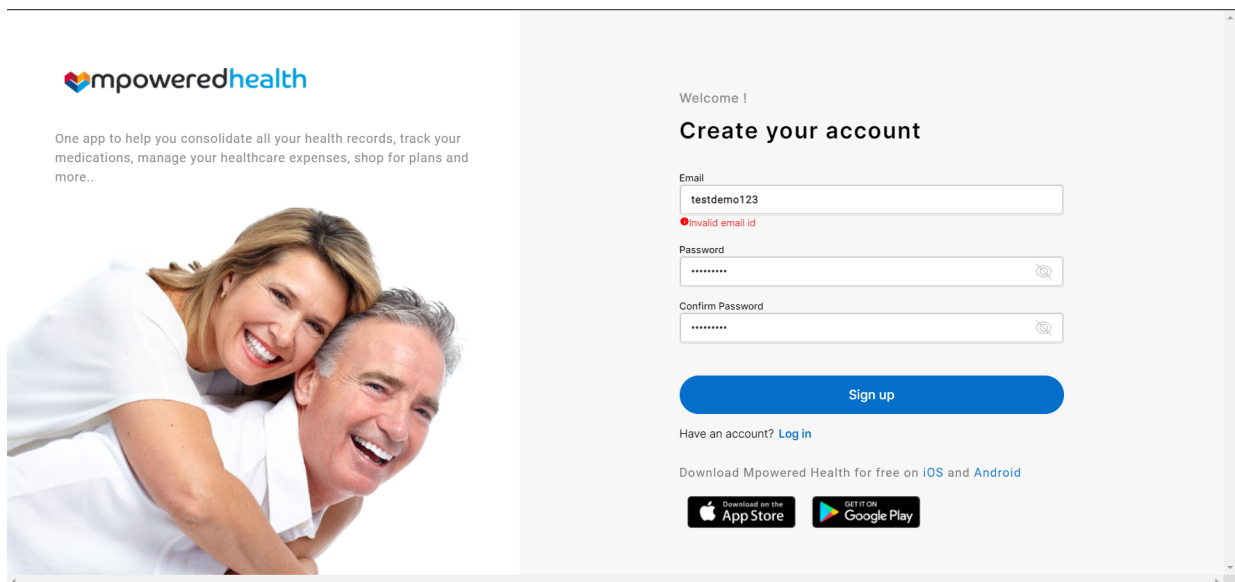 mpoweredhealth
One app to help you consolidate all your health records, track your
medications, manage your healthcare expenses, shop for plans and
more..
Welcome !
Create your account
Email
testdemo123
Invalid email id
Password
•••••••••
Confirm Password
•••••••••
Sign up
Have an account? Log in
Download Mpowered Health for free on iOS and Android
Download on the
App Store
GET IT ON
Google Play